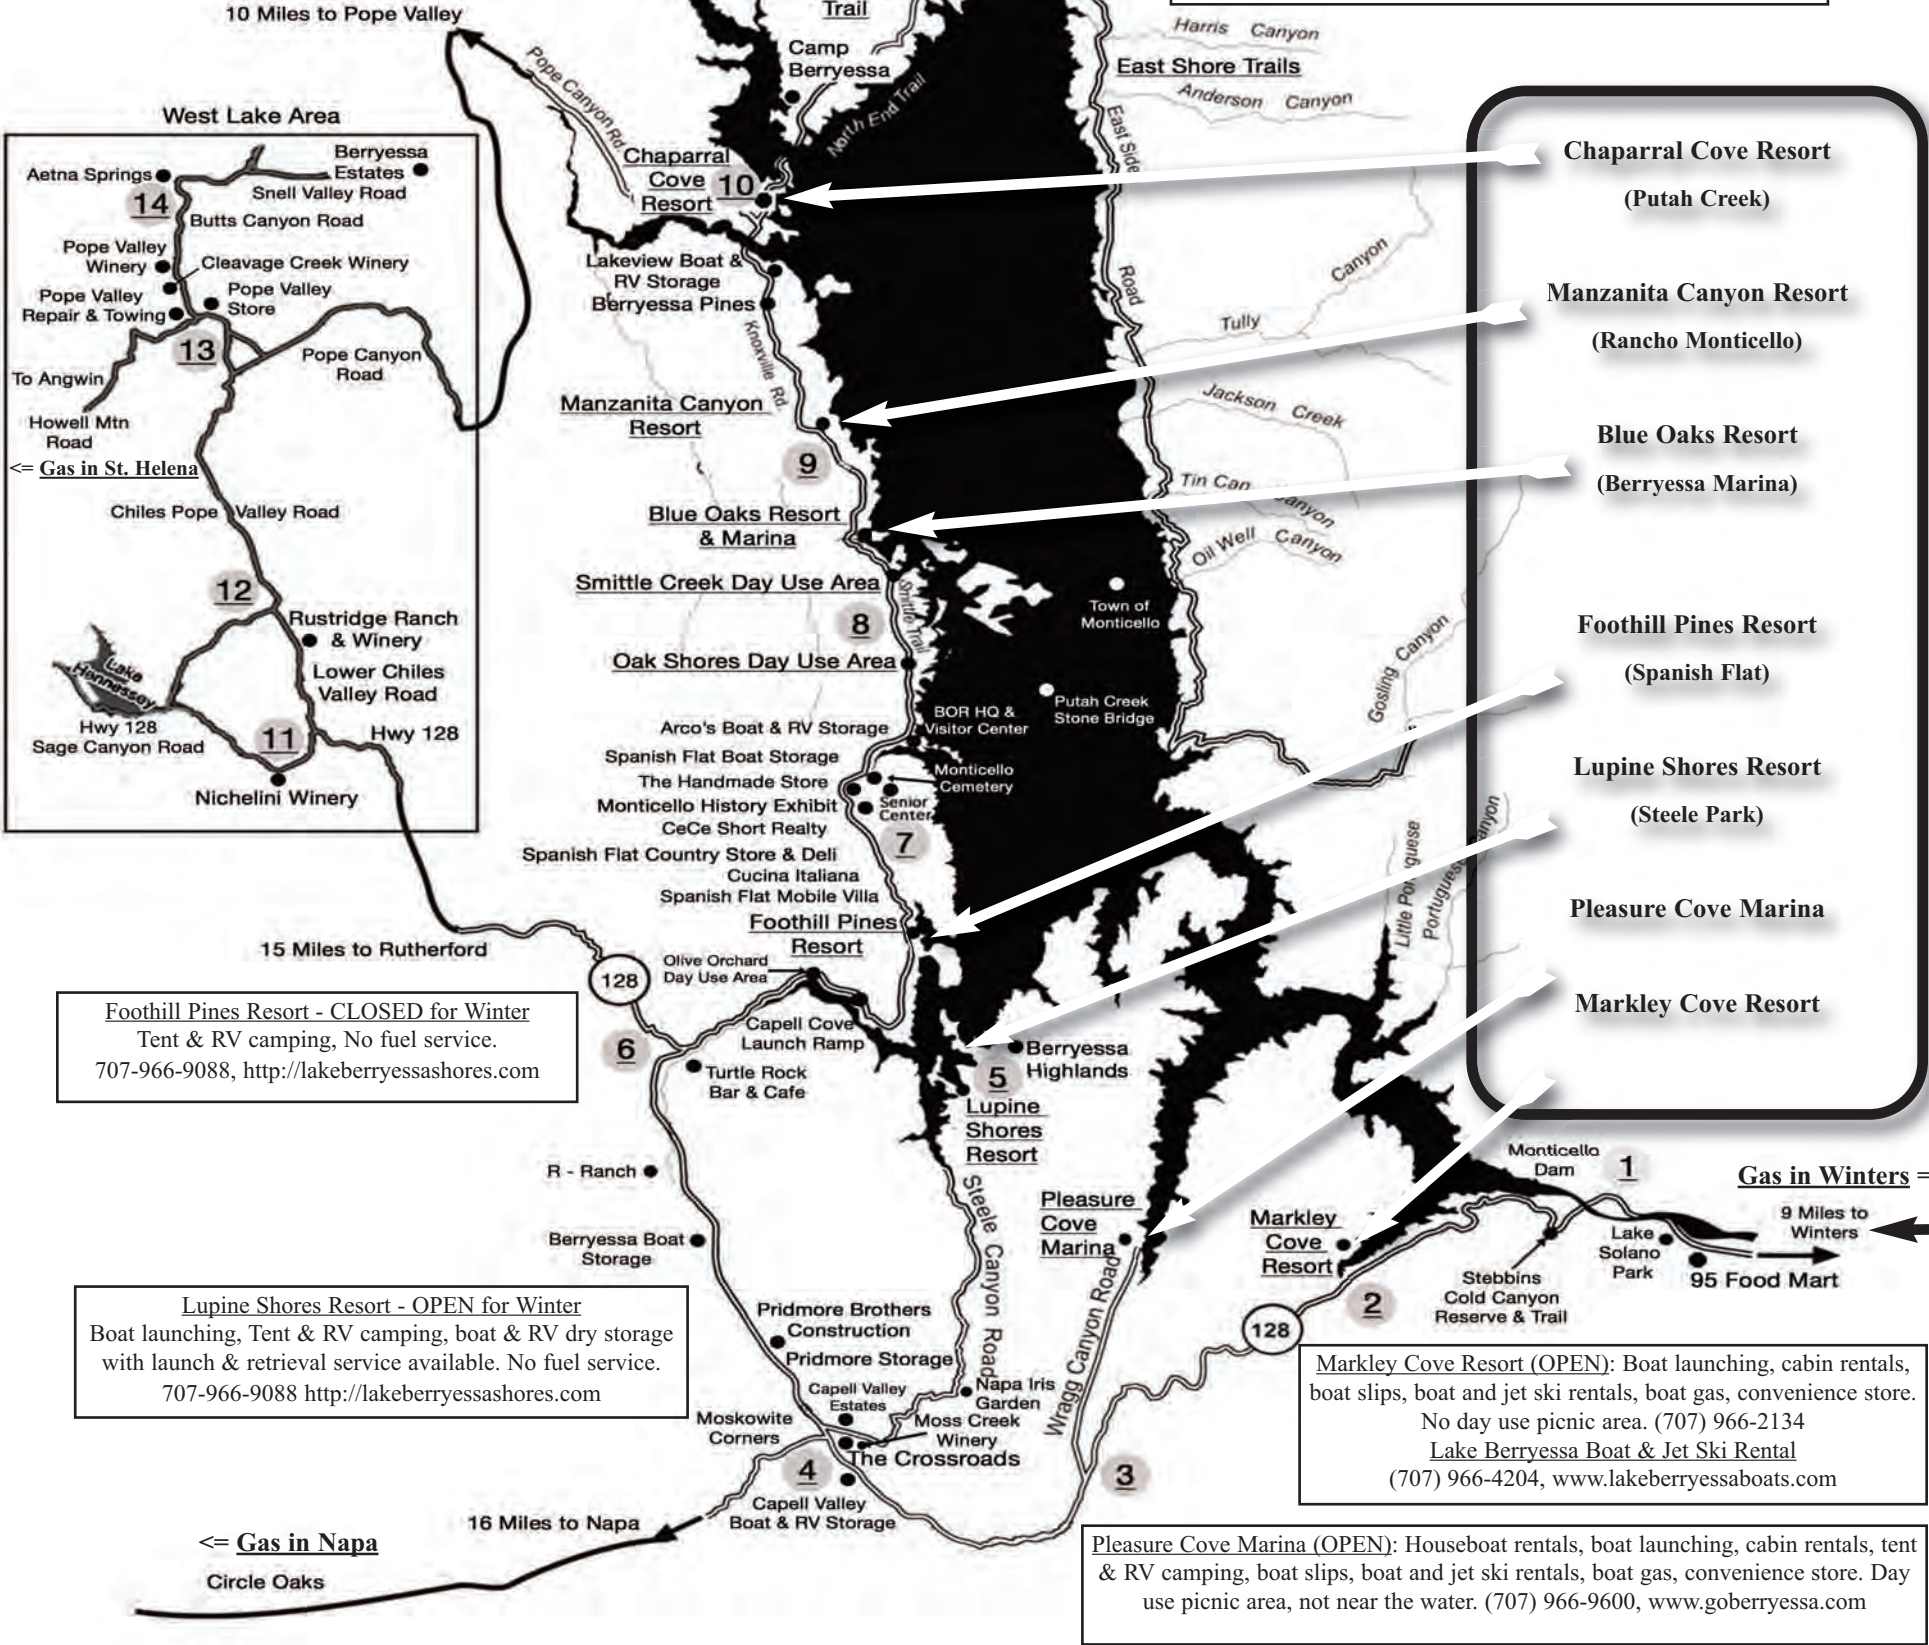 10 Miles to Pope Valley
Trail
Camp
Berryessa
North End Trail
Pope Canyon Rd.
Harris Canyon
East Shore Trails
Anderson Canyon
East Side
Road
Canyon
Tully
Jackson Creek
Tin Can Canyon
Oil Well Canyon
Gosling Canyon
Little Portuguese
Portuguese Canyon
West Lake Area
Aetna Springs
14
Berryessa
Estates
Snell Valley Road
Butts Canyon Road
Pope Valley
Winery
Cleavage Creek Winery
Pope Valley
Repair & Towing
Pope Valley
Store
13
To Angwin
Pope Canyon
Road
Howell Mtn
Road
<= Gas in St. Helena
Chiles Pope Valley Road
12
Rustridge Ranch
& Winery
Lake
Hennessey
Lower Chiles
Valley Road
Hwy 128
Sage Canyon Road
11
Hwy 128
Nichelini Winery
Chaparral
Cove
Resort
10
Lakeview Boat &
RV Storage
Berryessa Pines
Knoxville Rd.
Manzanita Canyon
Resort
9
Blue Oaks Resort
& Marina
Smittle Creek Day Use Area
Smittle Trail
8
Oak Shores Day Use Area
Town of
Monticello
Putah Creek
Stone Bridge
BOR HQ &
Visitor Center
Arco's Boat & RV Storage
Spanish Flat Boat Storage
The Handmade Store
Monticello
Cemetery
Monticello History Exhibit
Senior
Center
CeCe Short Realty
7
Spanish Flat Country Store & Deli
Cucina Italiana
Spanish Flat Mobile Villa
Foothill Pines
Resort
Chaparral Cove Resort
(Putah Creek)
Manzanita Canyon Resort
(Rancho Monticello)
Blue Oaks Resort
(Berryessa Marina)
Foothill Pines Resort
(Spanish Flat)
Lupine Shores Resort
(Steele Park)
Pleasure Cove Marina
Markley Cove Resort
15 Miles to Rutherford
128
Olive Orchard
Day Use Area
Capell Cove
Launch Ramp
6
Turtle Rock
Bar & Cafe
Berryessa
Highlands
5
Lupine
Shores
Resort
Foothill Pines Resort - CLOSED for Winter
Tent & RV camping, No fuel service.
707-966-9088, http://lakeberryessashores.com
R - Ranch
Berryessa Boat
Storage
Steele Canyon Road
Pleasure
Cove
Marina
Wragg Canyon Road
Markley
Cove
Resort
Monticello
Dam
1
Gas in Winters =
9 Miles to
Winters
Lake
Solano
Park
95 Food Mart
Stebbins
Cold Canyon
Reserve & Trail
2
128
Lupine Shores Resort - OPEN for Winter
Boat launching, Tent & RV camping, boat & RV dry storage
with launch & retrieval service available. No fuel service.
707-966-9088 http://lakeberryessashores.com
Pridmore Brothers
Construction
Pridmore Storage
Capell Valley
Estates
Napa Iris
Garden
Moskowite
Corners
Moss Creek
Winery
The Crossroads
4
3
Capell Valley
Boat & RV Storage
16 Miles to Napa
<= Gas in Napa
Circle Oaks
Markley Cove Resort (OPEN): Boat launching, cabin rentals,
boat slips, boat and jet ski rentals, boat gas, convenience store.
No day use picnic area. (707) 966-2134
Lake Berryessa Boat & Jet Ski Rental
(707) 966-4204, www.lakeberryessaboats.com
Pleasure Cove Marina (OPEN): Houseboat rentals, boat launching, cabin rentals, tent
& RV camping, boat slips, boat and jet ski rentals, boat gas, convenience store. Day
use picnic area, not near the water. (707) 966-9600, www.goberryessa.com